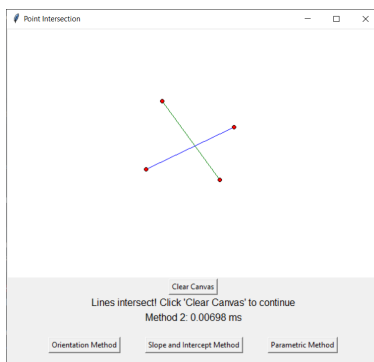 Point Intersection
Clear Canvas
Lines intersect! Click 'Clear Canvas' to continue
Method 2: 0.00698 ms
Orientation Method Slope and Intercept Method Parametric Method